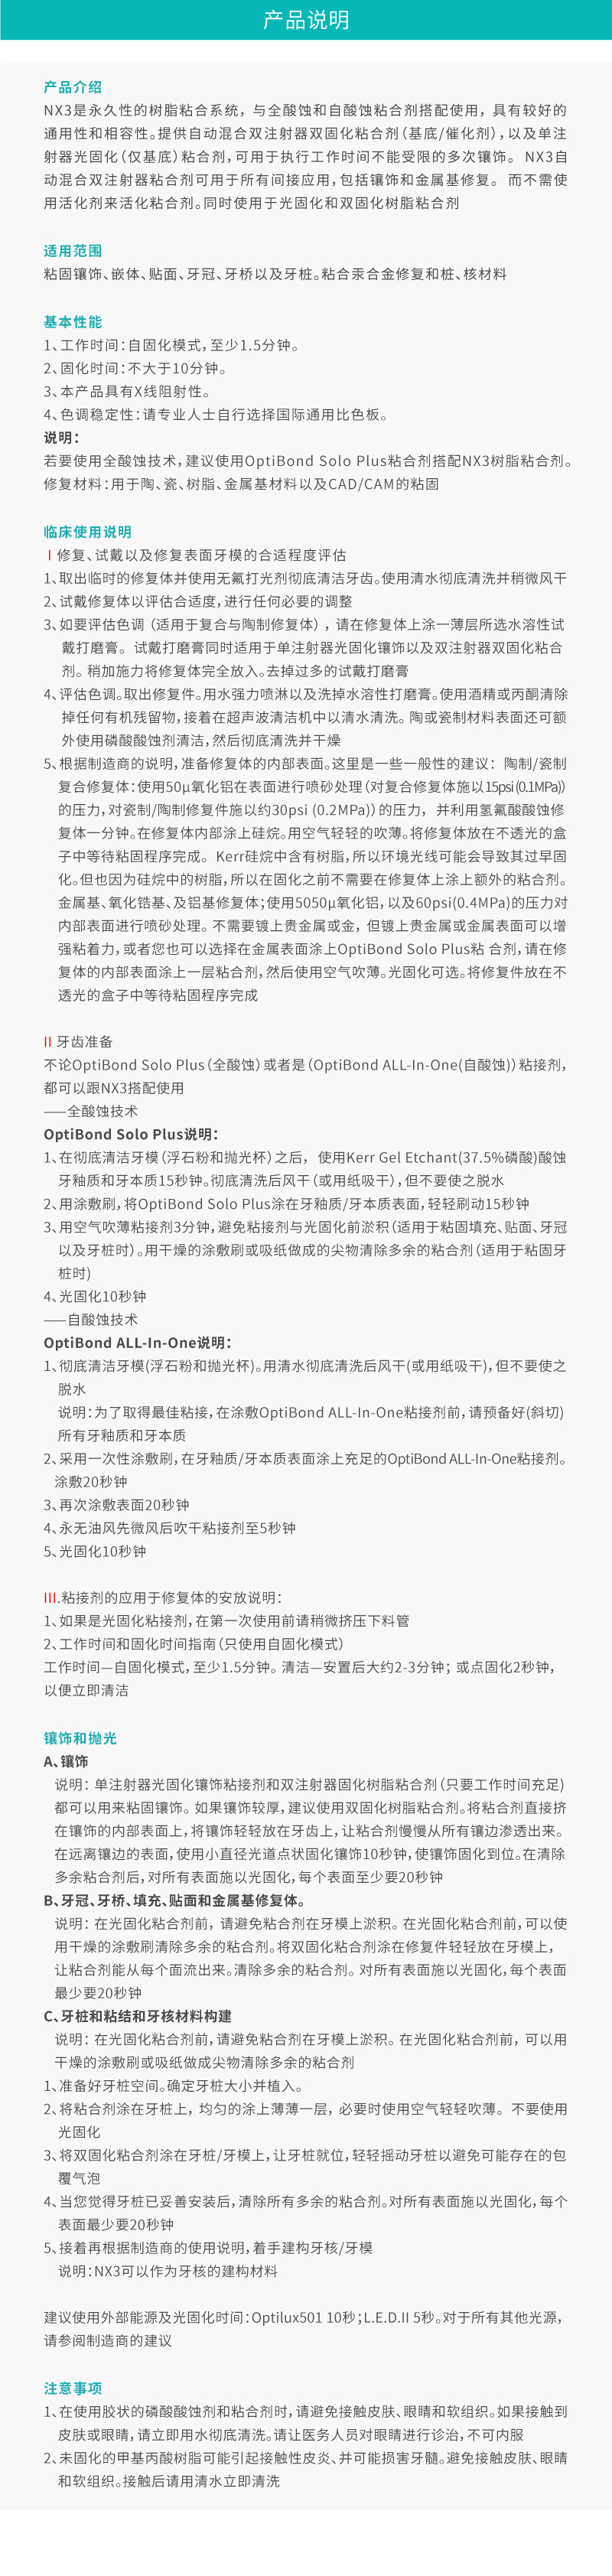 产品说明
产品介绍
NX3是永久性的树脂粘合系统，与全酸蚀和自酸蚀粘合剂搭配使用，具有较好的
通用性和相容性。提供自动混合双注射器双固化粘合剂（基底/催化剂），以及单注
射器光固化（仅基底）粘合剂，可用于执行工作时间不能受限的多次镶饰。 NX3自
动混合双注射器粘合剂可用于所有间接应用，包括镶饰和金属基修复。 而不需使
用活化剂来活化粘合剂。同时使用于光固化和双固化树脂粘合剂
适用范围
粘固镶饰、嵌体、贴面、牙冠、牙桥以及牙桩。粘合汞合金修复和桩、核材料
基本性能
1、工作时间：自固化模式，至少1.5分钟。
2、固化时间：不大于10分钟。
3、本产品具有X线阻射性。
4、色调稳定性：请专业人士自行选择国际通用比色板。
说明：
若要使用全酸蚀技术，建议使用OptiBond Solo Plus粘合剂搭配NX3树脂粘合剂。
修复材料：用于陶、瓷、树脂、金属基材料以及CAD/CAM的粘固
临床使用说明
I 修复、试戴以及修复表面牙模的合适程度评估
1、取出临时的修复体并使用无氟打光剂彻底清洁牙齿。使用清水彻底清洗并稍微风干
2、试戴修复体以评估合适度，进行任何必要的调整
3、如要评估色调（适用于复合与陶制修复体），请在修复体上涂一薄层所选水溶性试
戴打磨膏。 试戴打磨膏同时适用于单注射器光固化镶饰以及双注射器双固化粘合
剂。稍加施力将修复体完全放入。去掉过多的试戴打磨膏
4、评估色调。取出修复件。用水强力喷淋以及洗掉水溶性打磨膏。使用酒精或丙酮清除
掉任何有机残留物，接着在超声波清洁机中以清水清洗。陶或瓷制材料表面还可额
外使用磷酸酸蚀剂清洁，然后彻底清洗并干燥
5、根据制造商的说明，准备修复体的内部表面。这里是一些一般性的建议： 陶制/瓷制
复合修复体：使用50μ氧化铝在表面进行喷砂处理（对复合修复体施以15psi (0.1MPa)）
的压力，对瓷制/陶制修复件施以约30psi (0.2MPa)）的压力， 并利用氢氟酸酸蚀修
复体一分钟。在修复体内部涂上硅烷。用空气轻轻的吹薄。将修复体放在不透光的盒
子中等待粘固程序完成。 Kerr硅烷中含有树脂，所以环境光线可能会导致其过早固
化。但也因为硅烷中的树脂，所以在固化之前不需要在修复体上涂上额外的粘合剂。
金属基、氧化锆基、及铝基修复体；使用5050μ氧化铝，以及60psi(0.4MPa)的压力对
内部表面进行喷砂处理。不需要镀上贵金属或金，但镀上贵金属或金属表面可以增
强粘着力，或者您也可以选择在金属表面涂上OptiBond Solo Plus粘 合剂，请在修
复体的内部表面涂上一层粘合剂，然后使用空气吹薄。光固化可选。将修复件放在不
透光的盒子中等待粘固程序完成
II 牙齿准备
不论OptiBond Solo Plus（全酸蚀）或者是（OptiBond ALL-In-One(自酸蚀)）粘接剂，
都可以跟NX3搭配使用
——全酸蚀技术
OptiBond Solo Plus说明：
1、在彻底清洁牙模（浮石粉和抛光杯）之后， 使用Kerr Gel Etchant(37.5%磷酸)酸蚀
牙釉质和牙本质15秒钟。彻底清洗后风干（或用纸吸干），但不要使之脱水
2、用涂敷刷，将OptiBond Solo Plus涂在牙釉质/牙本质表面，轻轻刷动15秒钟
3、用空气吹薄粘接剂3分钟，避免粘接剂与光固化前淤积（适用于粘固填充、贴面、牙冠
以及牙桩时）。用干燥的涂敷刷或吸纸做成的尖物清除多余的粘合剂（适用于粘固牙
桩时)
4、光固化10秒钟
——自酸蚀技术
OptiBond ALL-In-One说明：
1、彻底清洁牙模(浮石粉和抛光杯)。用清水彻底清洗后风干(或用纸吸干)，但不要使之
脱水
说明：为了取得最佳粘接，在涂敷OptiBond ALL-In-One粘接剂前，请预备好(斜切)
所有牙釉质和牙本质
2、采用一次性涂敷刷，在牙釉质/牙本质表面涂上充足的OptiBond ALL-In-One粘接剂。
涂敷20秒钟
3、再次涂敷表面20秒钟
4、永无油风先微风后吹干粘接剂至5秒钟
5、光固化10秒钟
III.粘接剂的应用于修复体的安放说明：
1、如果是光固化粘接剂，在第一次使用前请稍微挤压下料管
2、工作时间和固化时间指南（只使用自固化模式）
工作时间—自固化模式，至少1.5分钟。清洁—安置后大约2-3分钟； 或点固化2秒钟，
以便立即清洁
镶饰和抛光
A、镶饰
说明： 单注射器光固化镶饰粘接剂和双注射器固化树脂粘合剂（只要工作时间充足）
都可以用来粘固镶饰。如果镶饰较厚，建议使用双固化树脂粘合剂。将粘合剂直接挤
在镶饰的内部表面上，将镶饰轻轻放在牙齿上，让粘合剂慢慢从所有镶边渗透出来。
在远离镶边的表面，使用小直径光道点状固化镶饰10秒钟，使镶饰固化到位。在清除
多余粘合剂后，对所有表面施以光固化，每个表面至少要20秒钟
B、牙冠、牙桥、填充、贴面和金属基修复体。
说明： 在光固化粘合剂前，请避免粘合剂在牙模上淤积。在光固化粘合剂前，可以使
用干燥的涂敷刷清除多余的粘合剂。将双固化粘合剂涂在修复件轻轻放在牙模上，
让粘合剂能从每个面流出来。清除多余的粘合剂。对所有表面施以光固化，每个表面
最少要20秒钟
C、牙桩和粘结和牙核材料构建
说明： 在光固化粘合剂前，请避免粘合剂在牙模上淤积。在光固化粘合剂前， 可以用
干燥的涂敷刷或吸纸做成尖物清除多余的粘合剂
1、准备好牙桩空间。确定牙桩大小并植入。
2、将粘合剂涂在牙桩上，均匀的涂上薄薄一层，必要时使用空气轻轻吹薄。 不要使用
光固化
3、将双固化粘合剂涂在牙桩/牙模上，让牙桩就位，轻轻摇动牙桩以避免可能存在的包
覆气泡
4、当您觉得牙桩已妥善安装后，清除所有多余的粘合剂。对所有表面施以光固化，每个
表面最少要20秒钟
5、接着再根据制造商的使用说明，着手建构牙核/牙模
说明：NX3可以作为牙核的建构材料
建议使用外部能源及光固化时间：Optilux501 10秒；L.E.D.II 5秒。对于所有其他光源，
请参阅制造商的建议
注意事项
1、在使用胶状的磷酸酸蚀剂和粘合剂时，请避免接触皮肤、眼睛和软组织。如果接触到
皮肤或眼睛，请立即用水彻底清洗。请让医务人员对眼睛进行诊治，不可内服
2、未固化的甲基丙酸树脂可能引起接触性皮炎、并可能损害牙髓。避免接触皮肤、眼睛
和软组织。接触后请用清水立即清洗